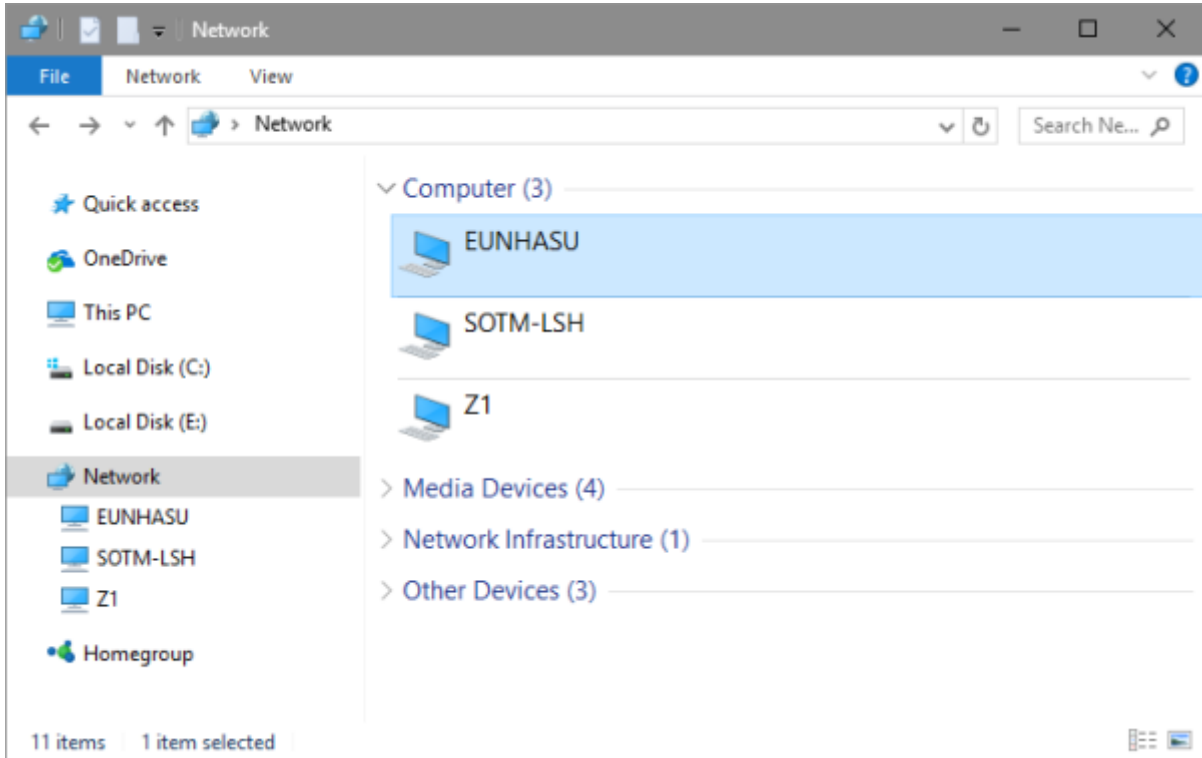 Network
File Network View
Network
Search Ne...
Quick access
OneDrive
This PC
Local Disk (C:)
Local Disk (E:)
Network
EUNHASU
SOTM-LSH
Z1
Homegroup
Computer (3)
EUNHASU
SOTM-LSH
Z1
Media Devices (4)
Network Infrastructure (1)
Other Devices (3)
11 items 1 item selected